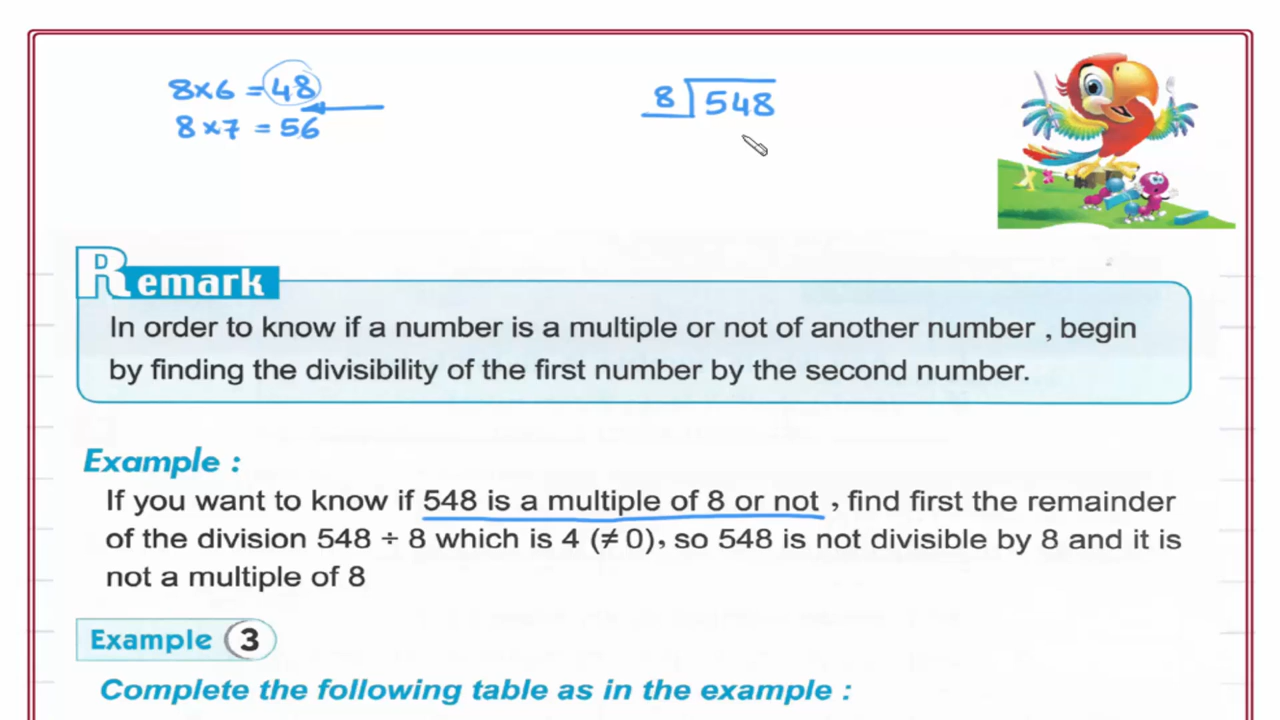 8×6 = 48
8×7 = 56
8 548
Remark
In order to know if a number is a multiple or not of another number , begin
by finding the divisibility of the first number by the second number.
Example :
If you want to know if 548 is a multiple of 8 or not , find first the remainder
of the division 548 ÷ 8 which is 4 (≠ 0), so 548 is not divisible by 8 and it is
not a multiple of 8
Example 3
Complete the following table as in the example :